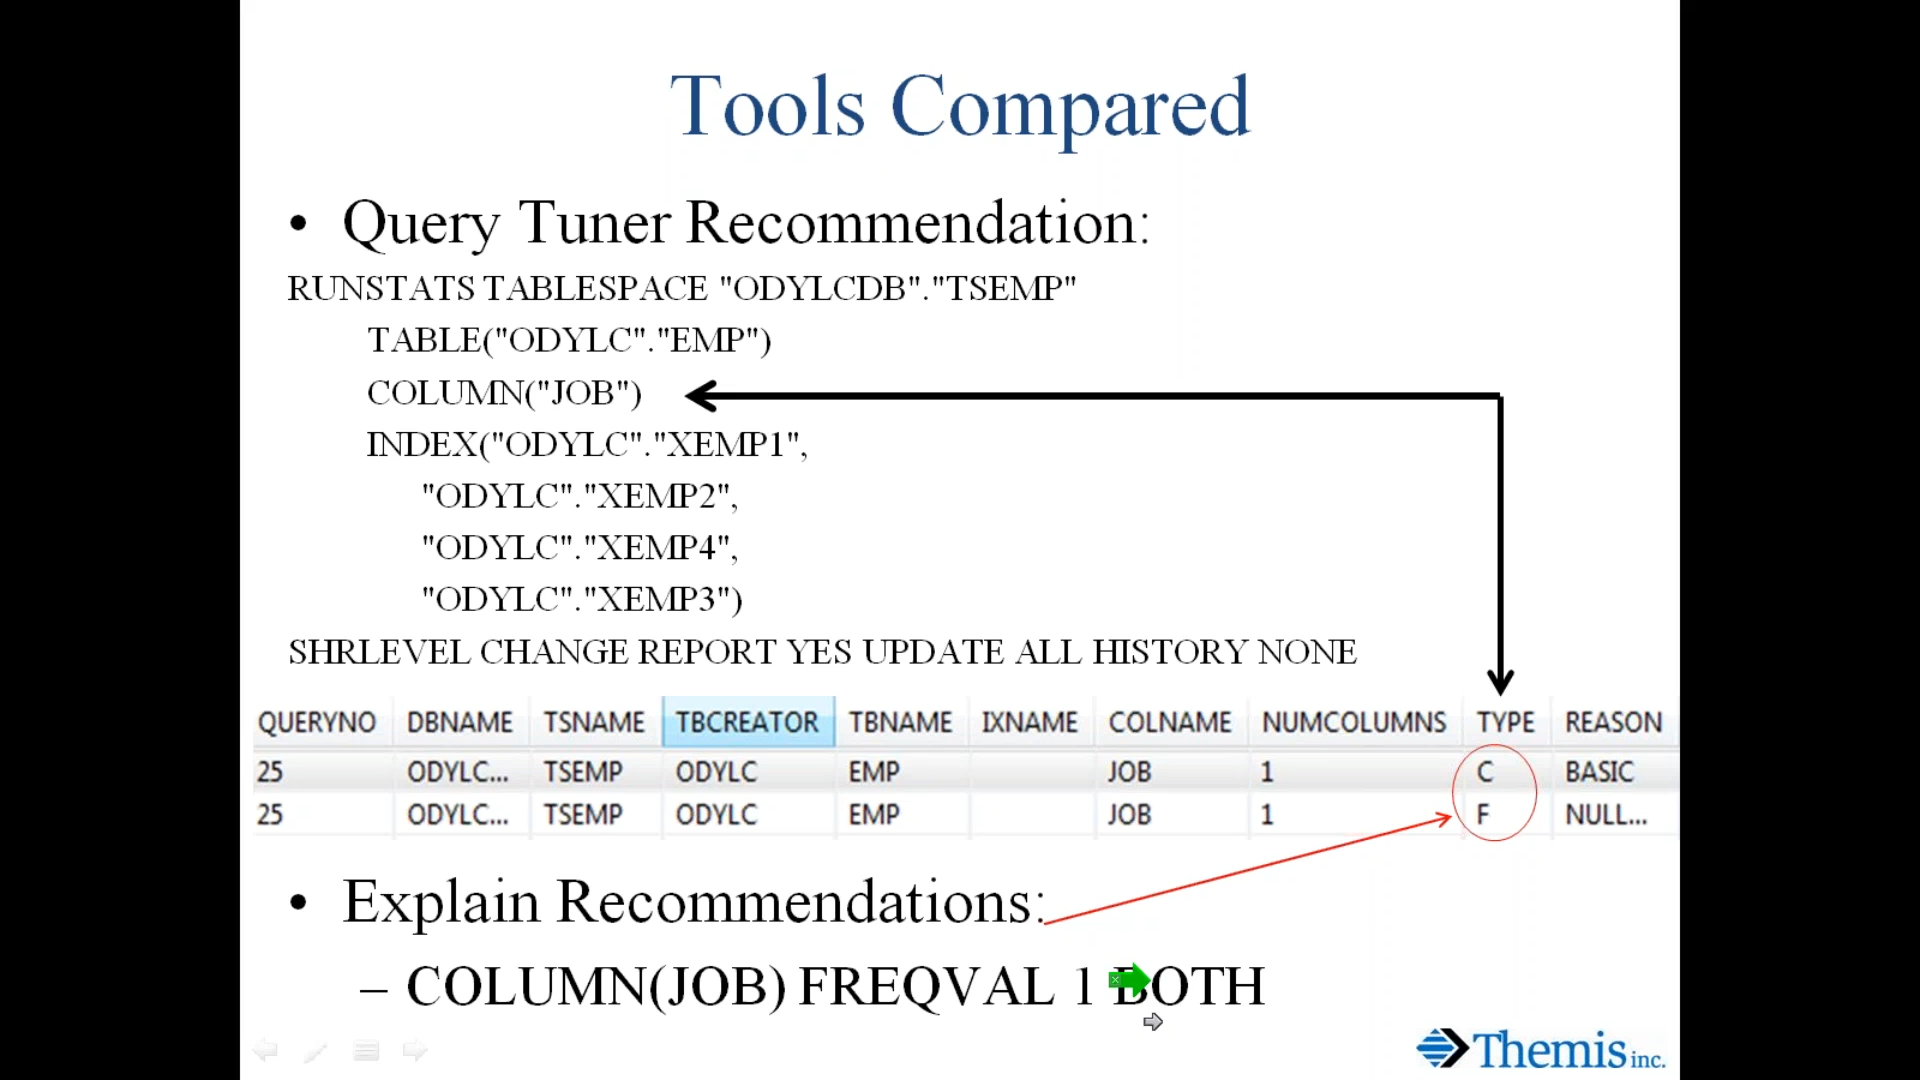 Tools Compared
• Query Tuner Recommendation:
RUNSTATS TABLESPACE "ODYLCDB"."TSEMP"
TABLE("ODYLC"."EMP")
COLUMN("JOB")
INDEX("ODYLC"."XEMP1",
"ODYLC"."XEMP2",
"ODYLC"."XEMP4",
"ODYLC"."XEMP3")
SHRLEVEL CHANGE REPORT YES UPDATE ALL HISTORY NONE
QUERYNO DBNAME TSNAME TBCREATOR TBNAME IXNAME COLNAME NUMCOLUMNS TYPE REASON
25 ODYLC... TSEMP ODYLC EMP JOB 1 C BASIC
25 ODYLC... TSEMP ODYLC EMP JOB 1 F NULL...
• Explain Recommendations:
– COLUMN(JOB) FREQVAL 1 BOTH
Themis inc.